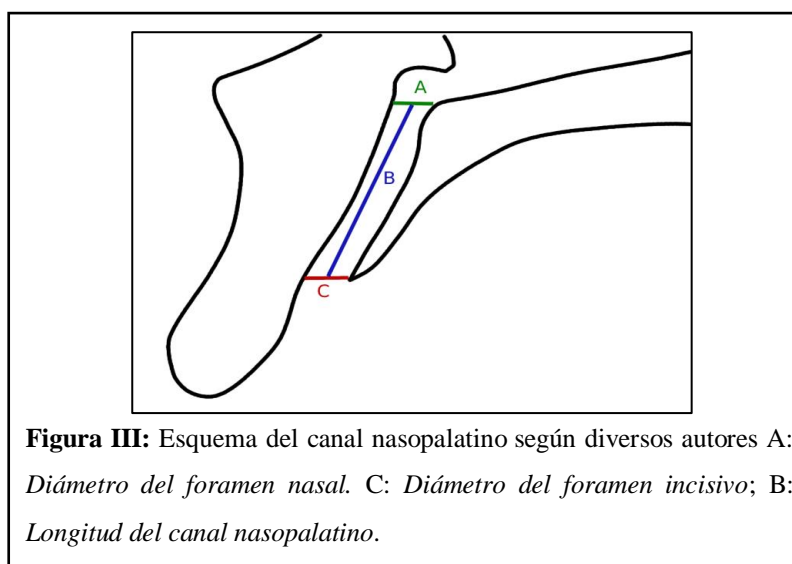 A
B
C
Figura III: Esquema del canal nasopalatino según diversos autores A:
Diámetro del foramen nasal. C: Diámetro del foramen incisivo; B:
Longitud del canal nasopalatino.